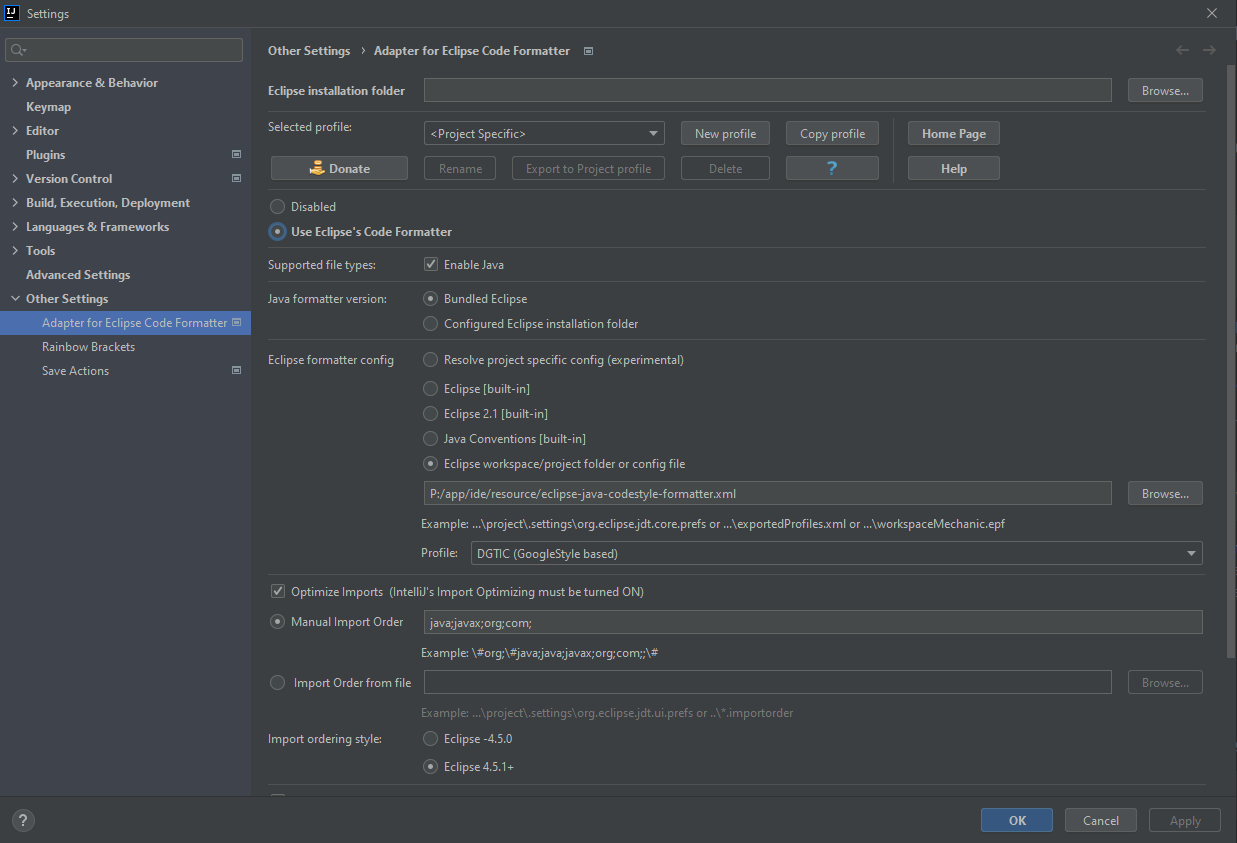 IJ Settings
Appearance & Behavior
Keymap
Editor
Plugins
Version Control
Build, Execution, Deployment
Languages & Frameworks
Tools
Advanced Settings
Other Settings
Adapter for Eclipse Code Formatter
Rainbow Brackets
Save Actions
Other Settings › Adapter for Eclipse Code Formatter
Eclipse installation folder Browse...
Selected profile: <Project Specific> New profile Copy profile Home Page
Donate Rename Export to Project profile Delete ? Help
Disabled
Use Eclipse's Code Formatter
Supported file types: Enable Java
Java formatter version: Bundled Eclipse
Configured Eclipse installation folder
Eclipse formatter config Resolve project specific config (experimental)
Eclipse [built-in]
Eclipse 2.1 [built-in]
Java Conventions [built-in]
Eclipse workspace/project folder or config file
P:/app/ide/resource/eclipse-java-codestyle-formatter.xml Browse...
Example: ...\project\.settings\org.eclipse.jdt.core.prefs or ...\exportedProfiles.xml or ...\workspaceMechanic.epf
Profile: DGTIC (GoogleStyle based)
Optimize Imports (IntelliJ's Import Optimizing must be turned ON)
Manual Import Order java;javax;org;com;
Example: \#org;\#java;java;javax;org;com;;\#
Import Order from file Browse...
Example: ...\project\.settings\org.eclipse.jdt.ui.prefs or ..\*.importorder
Import ordering style: Eclipse -4.5.0
Eclipse 4.5.1+
? OK Cancel Apply